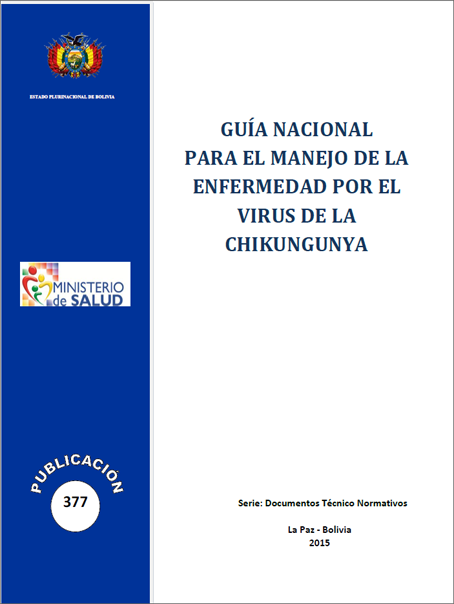 ESTADO PLURINACIONAL DE BOLIVIA
GUÍA NACIONAL
PARA EL MANEJO DE LA
ENFERMEDAD POR EL
VIRUS DE LA
CHIKUNGUNYA
MINISTERIO
de SALUD
PUBLICACIÓN
377
Serie: Documentos Técnico Normativos
La Paz - Bolivia
2015